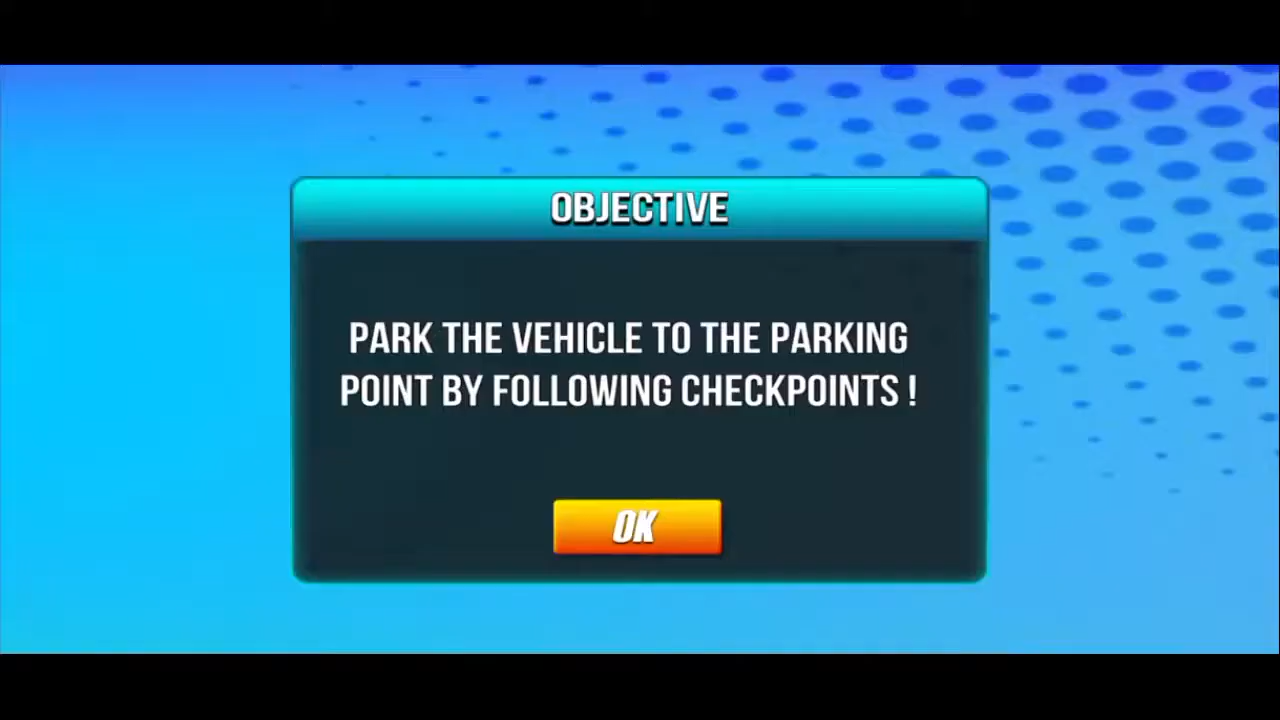 OBJECTIVE
PARK THE VEHICLE TO THE PARKING
POINT BY FOLLOWING CHECKPOINTS !
OK